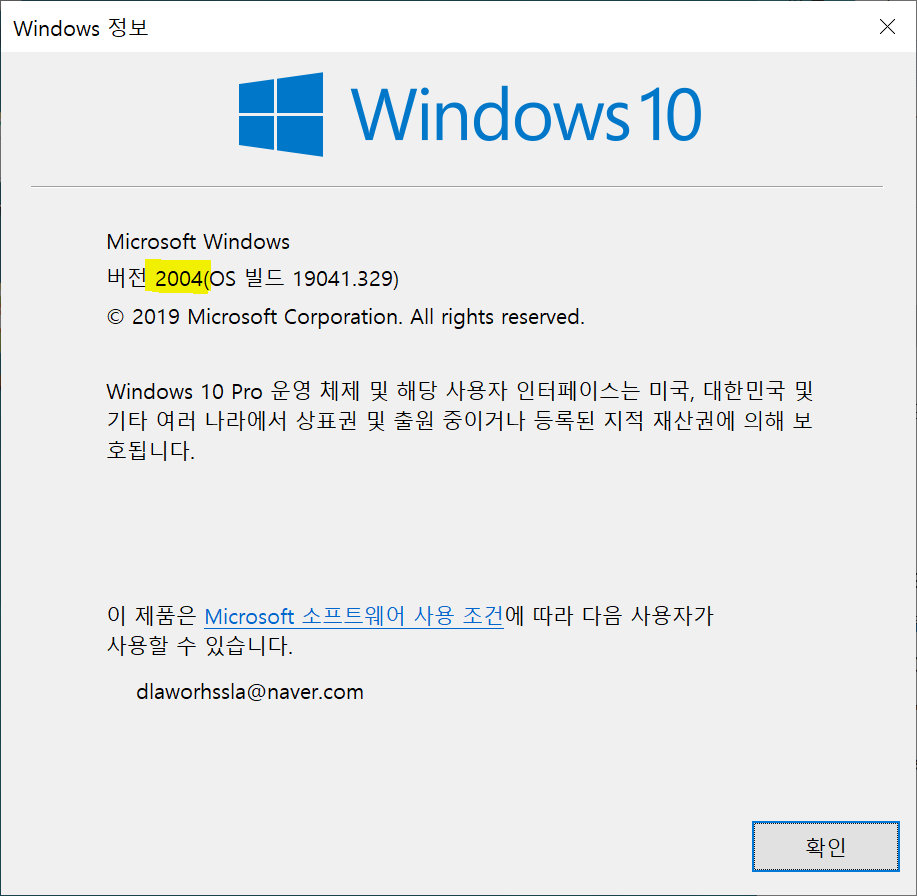 Windows 정보
Windows 10
Microsoft Windows
버전 2004(OS 빌드 19041.329)
© 2019 Microsoft Corporation. All rights reserved.
Windows 10 Pro 운영 체제 및 해당 사용자 인터페이스는 미국, 대한민국 및
기타 여러 나라에서 상표권 및 출원 중이거나 등록된 지적 재산권에 의해 보
호됩니다.
이 제품은 Microsoft 소프트웨어 사용 조건에 따라 다음 사용자가
사용할 수 있습니다.
dlaworhssla@naver.com
확인